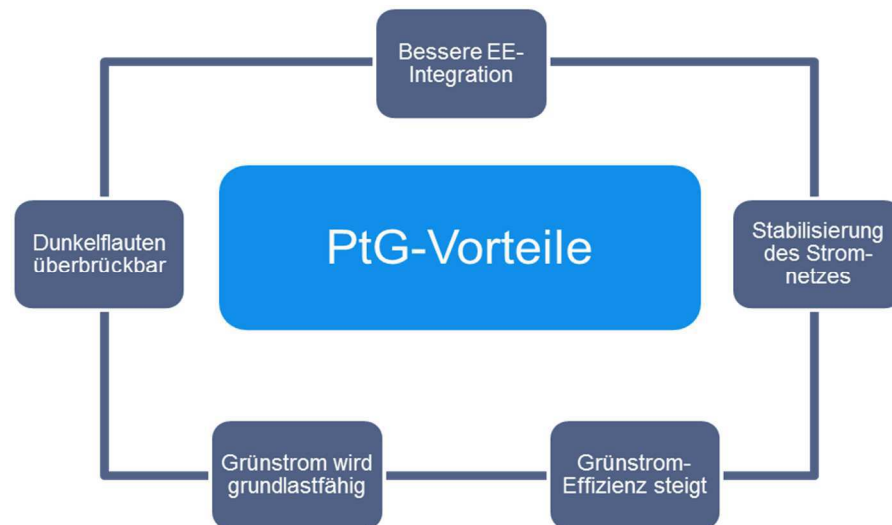 Bessere EE-
Integration
Dunkelflauten
überbrückbar
PtG-Vorteile
Stabilisierung
des Strom-
netzes
Grünstrom wird
grundlastfähig
Grünstrom-
Effizienz steigt